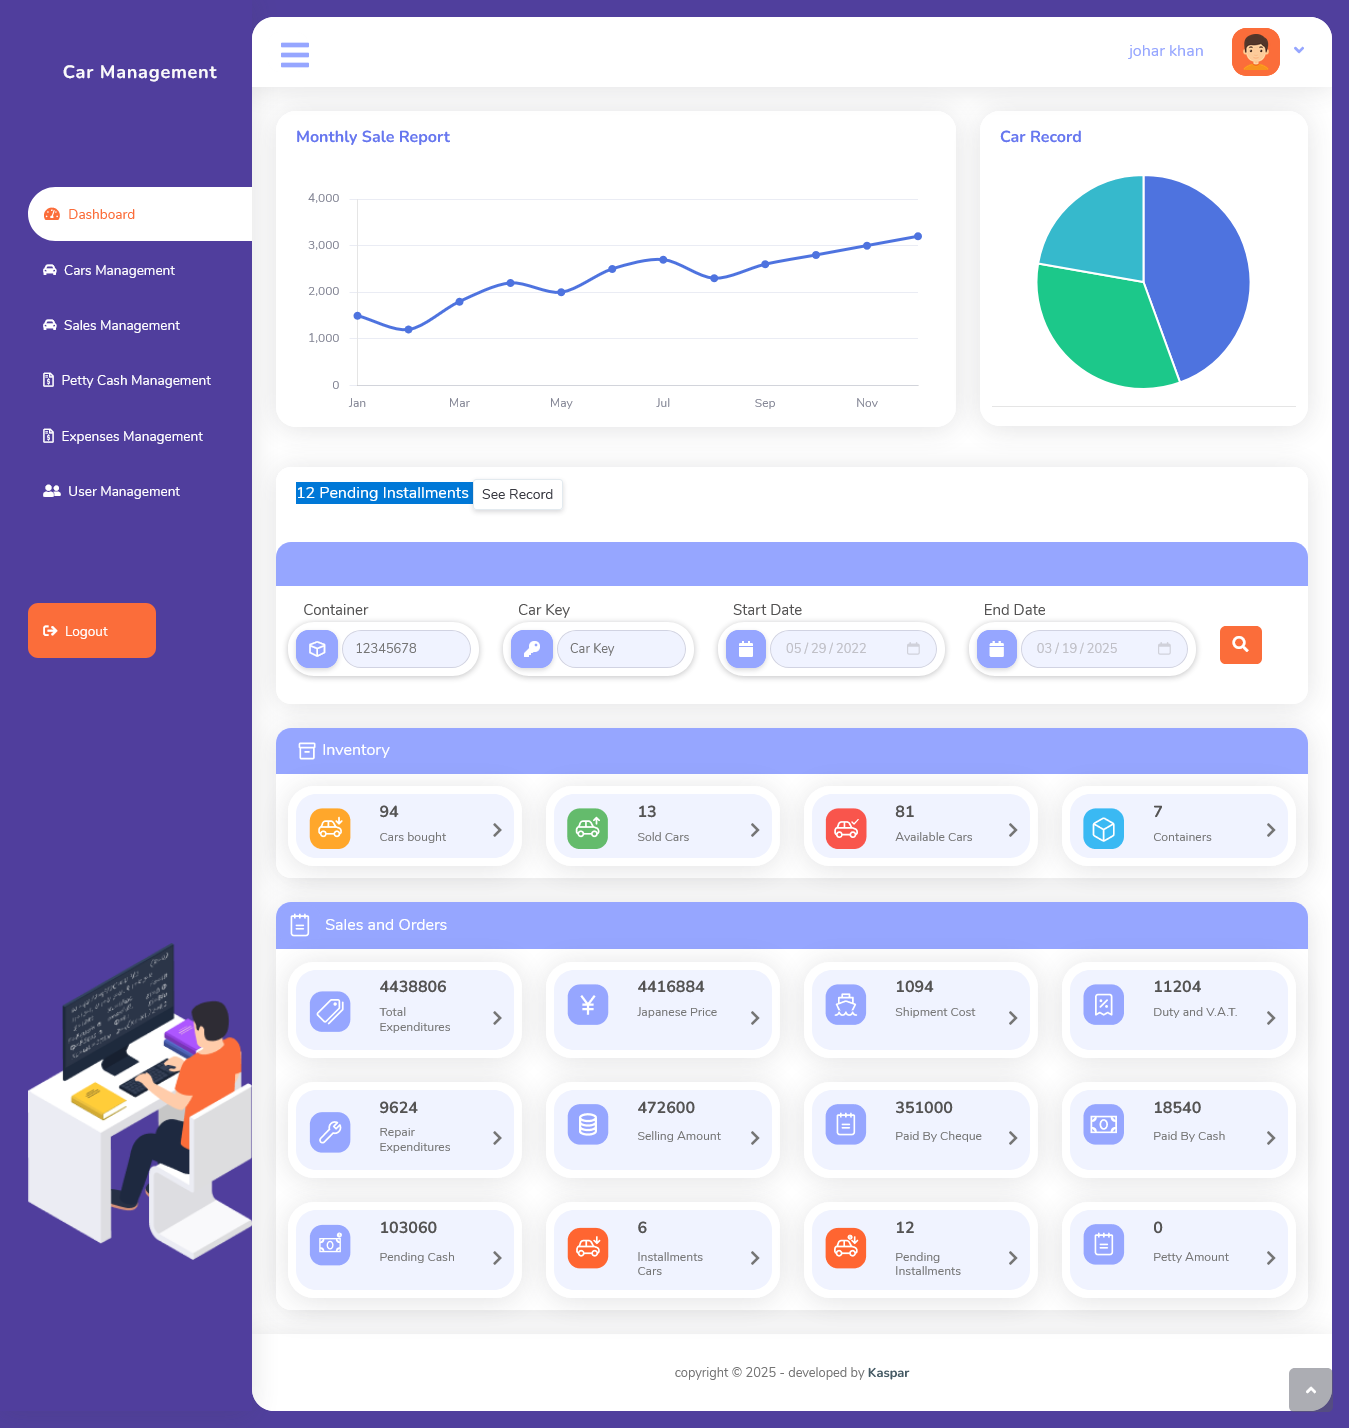 Car Management
johar khan
Dashboard
Cars Management
Sales Management
Petty Cash Management
Expenses Management
User Management
Logout
Monthly Sale Report
4,000
3,000
2,000
1,000
0
Jan Mar May Jul Sep Nov
Car Record
12 Pending Installments See Record
Container Car Key Start Date End Date
12345678 Car Key 05 / 29 / 2022 03 / 19 / 2025
Inventory
94
Cars bought
13
Sold Cars
81
Available Cars
7
Containers
Sales and Orders
4438806
Total
Expenditures
4416884
Japanese Price
1094
Shipment Cost
11204
Duty and V.A.T.
9624
Repair
Expenditures
472600
Selling Amount
351000
Paid By Cheque
18540
Paid By Cash
103060
Pending Cash
6
Installments
Cars
12
Pending
Installments
0
Petty Amount
copyright © 2025 - developed by Kaspar